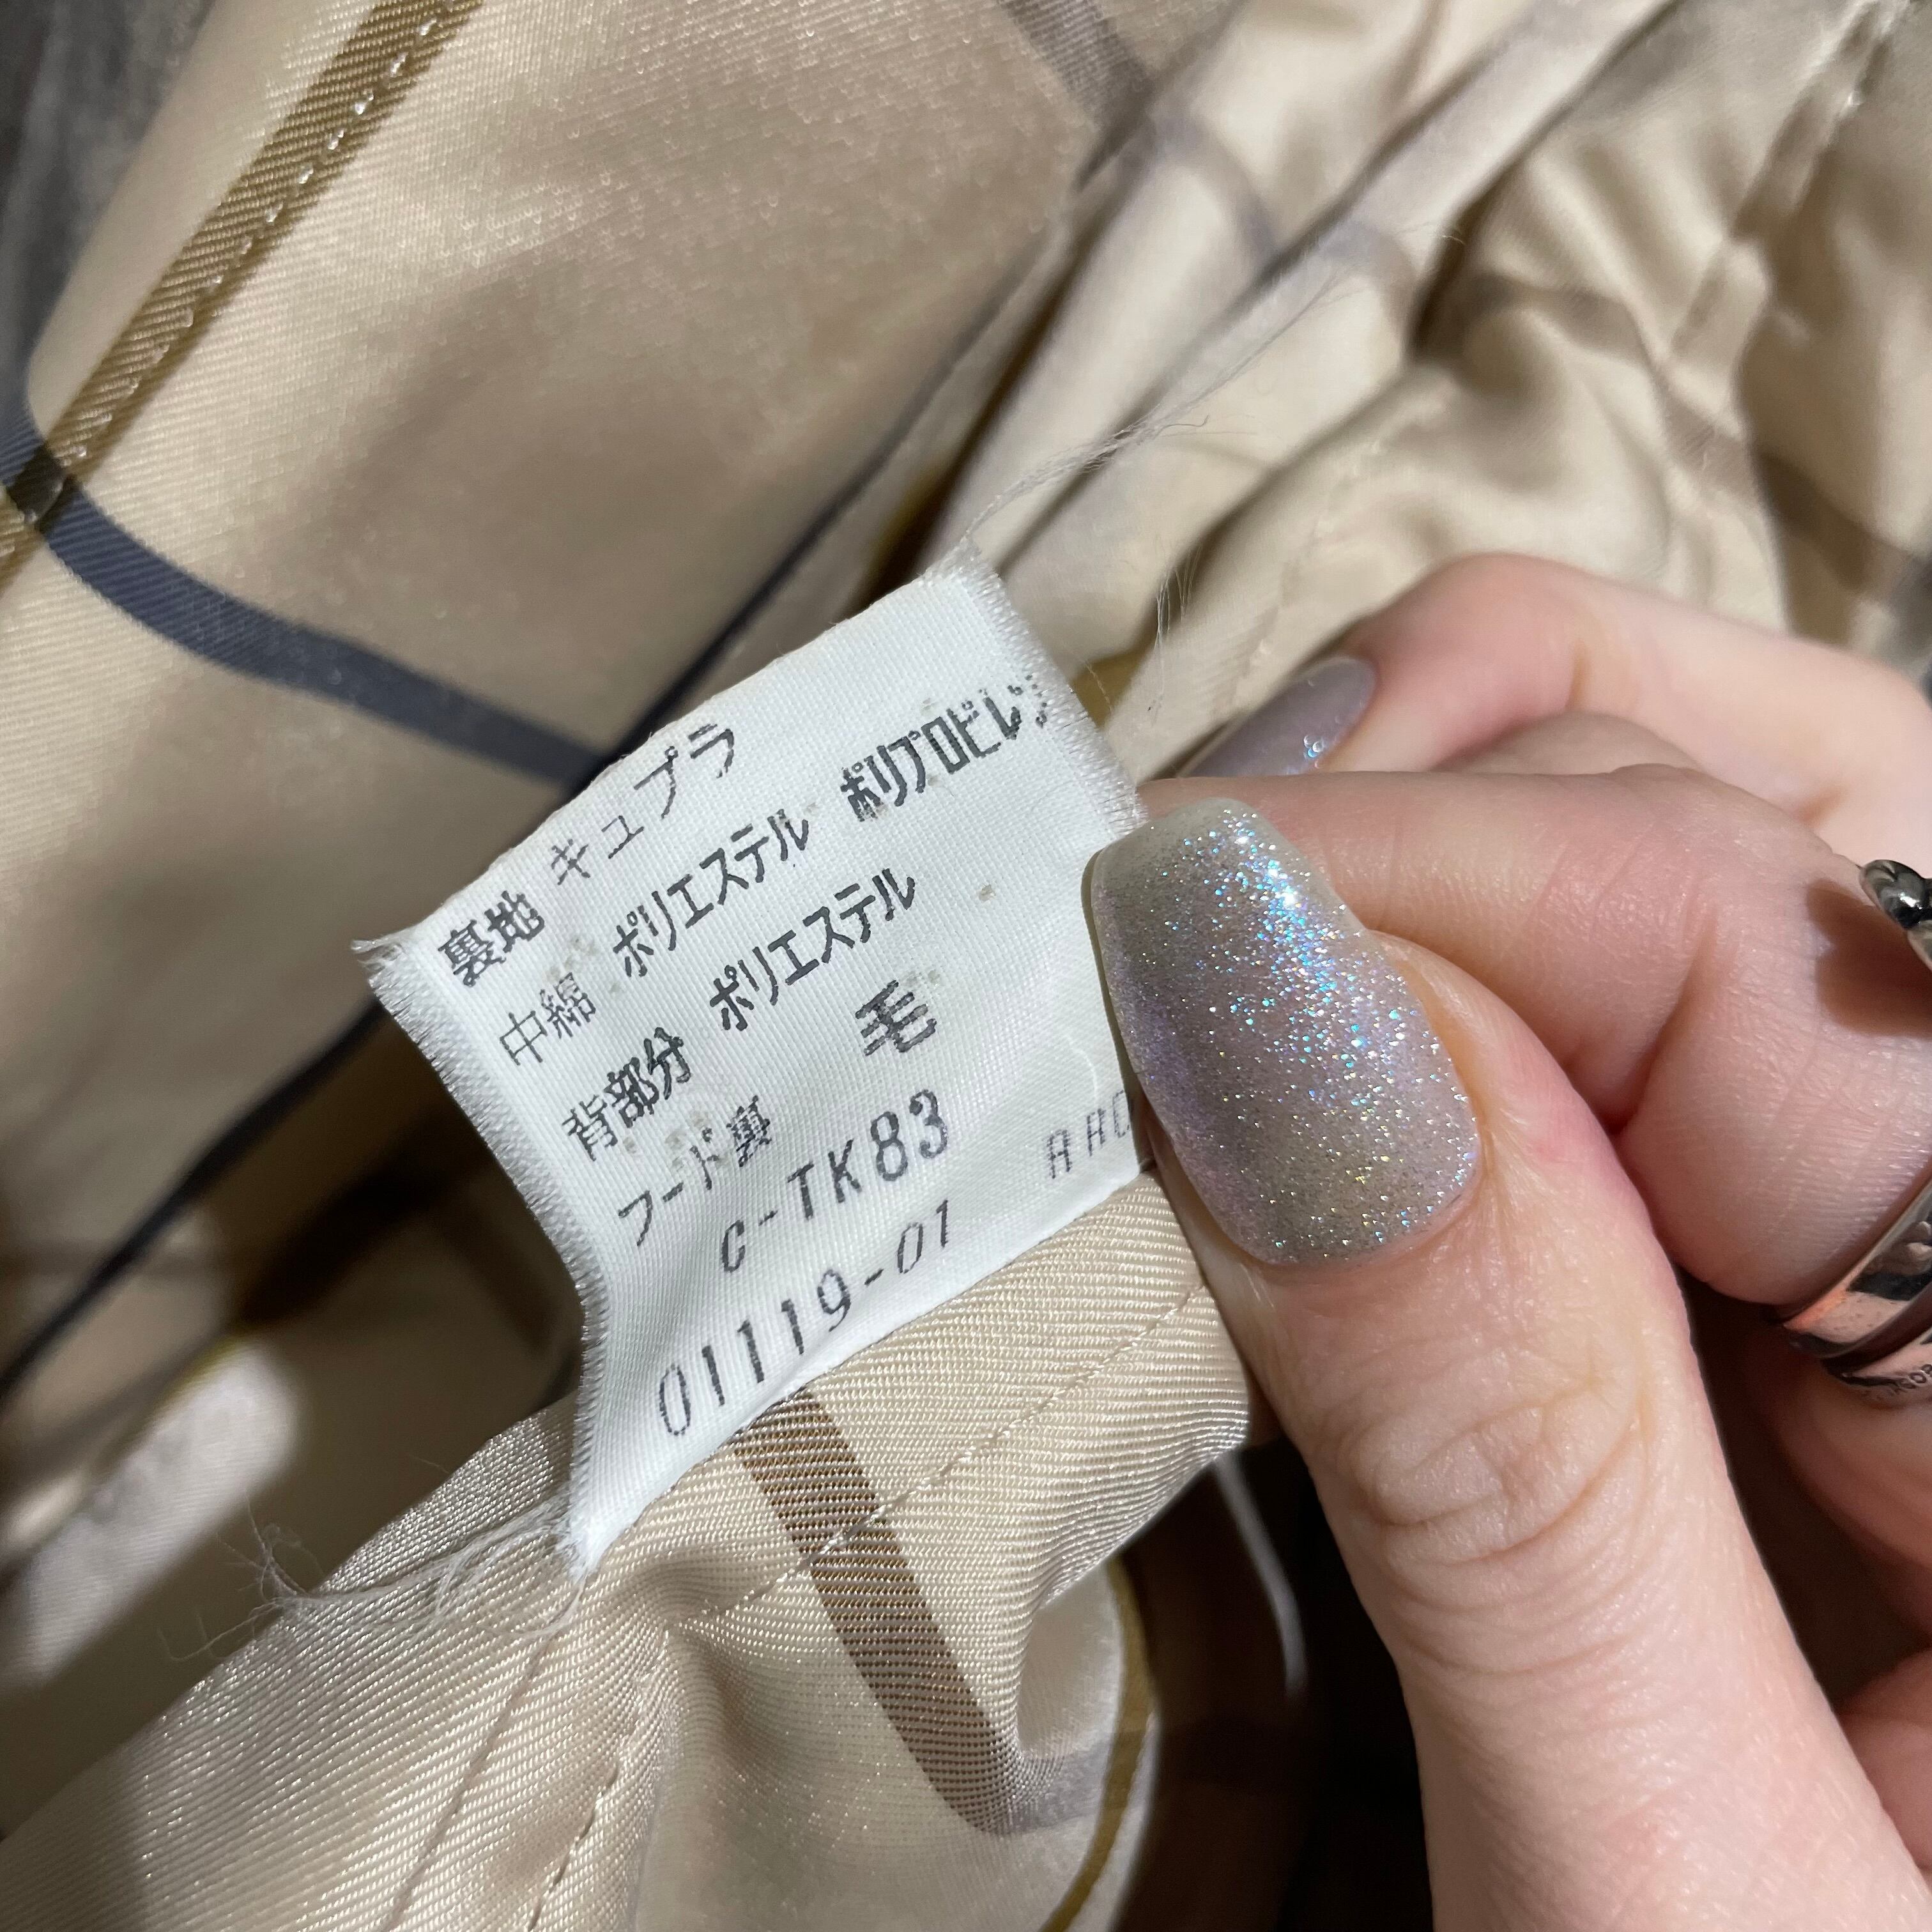 裏地 キュプラ
中綿 ポリエステル ポリプロピレン
背部分 ポリエステル
フード裏 毛
C-TK83
01119-01